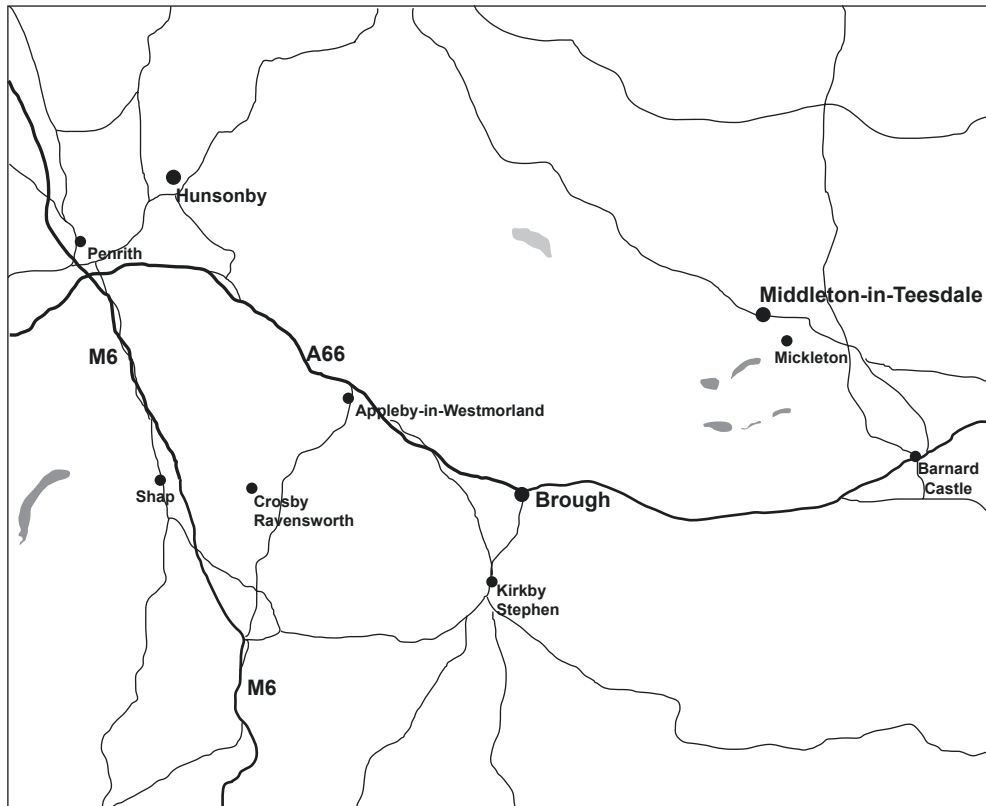 Hunsonby
Penrith
Middleton-in-Teesdale
M6
A66
Mickleton
Appleby-in-Westmorland
Barnard
Castle
Shap
Crosby
Ravensworth
Brough
Kirkby
Stephen
M6